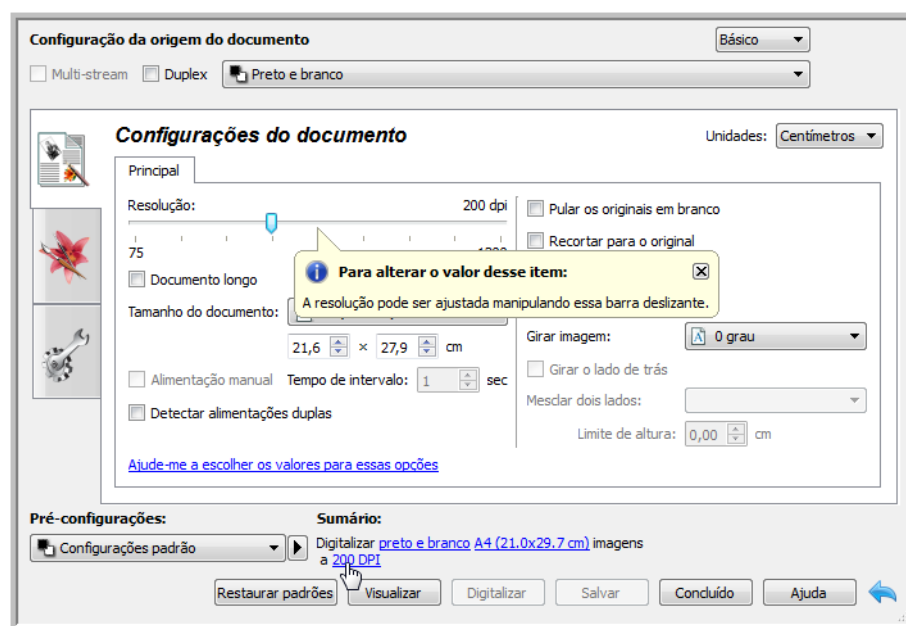 Configuração da origem do documento
Básico
Multi-stream Duplex Preto e branco
Configurações do documento
Unidades: Centímetros
Principal
Resolução: 200 dpi
75
Pular os originais em branco
Recortar para o original
Para alterar o valor desse item:
A resolução pode ser ajustada manipulando essa barra deslizante.
Documento longo
Tamanho do documento:
21,6 × 27,9 cm
Girar imagem: 0 grau
Alimentação manual Tempo de intervalo: 1 sec
Girar o lado de trás
Detectar alimentações duplas
Mesclar dois lados:
Limite de altura: 0,00 cm
Ajude-me a escolher os valores para essas opções
Pré-configurações:
Configurações padrão
Sumário:
Digitalizar preto e branco A4 (21.0x29.7 cm) imagens
a 200 DPI
Restaurar padrões Visualizar Digitalizar Salvar Concluído Ajuda